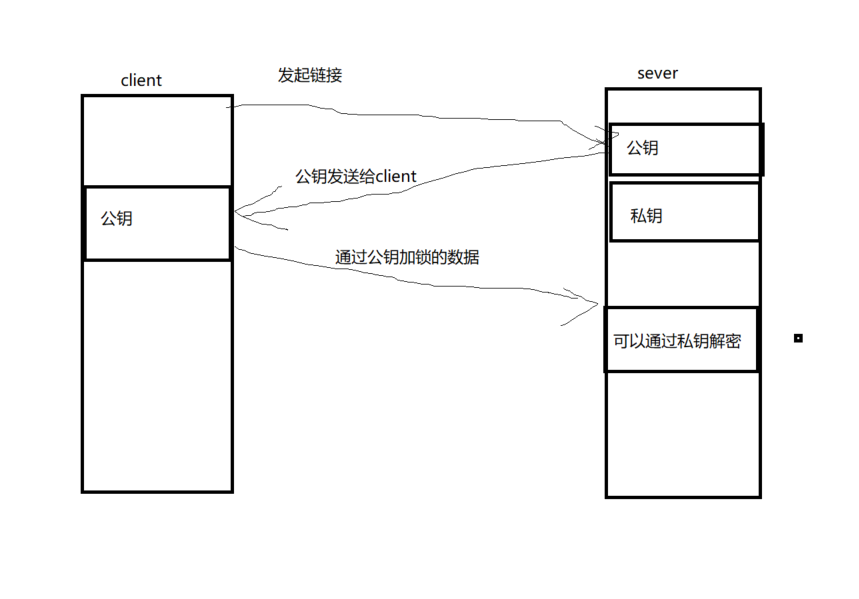 client
发起链接
sever
公钥
公钥发送给client
公钥
私钥
通过公钥加锁的数据
可以通过私钥解密